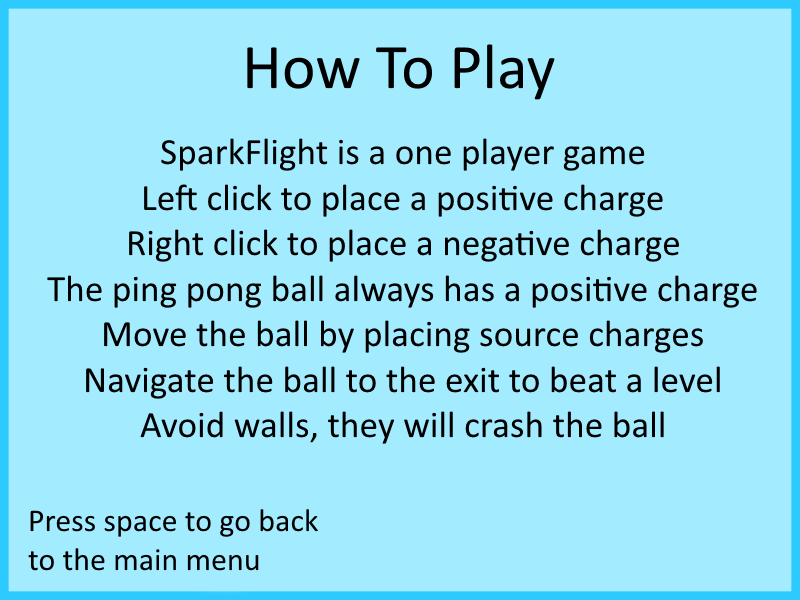 How To Play
SparkFlight is a one player game
Left click to place a positive charge
Right click to place a negative charge
The ping pong ball always has a positive charge
Move the ball by placing source charges
Navigate the ball to the exit to beat a level
Avoid walls, they will crash the ball
Press space to go back
to the main menu